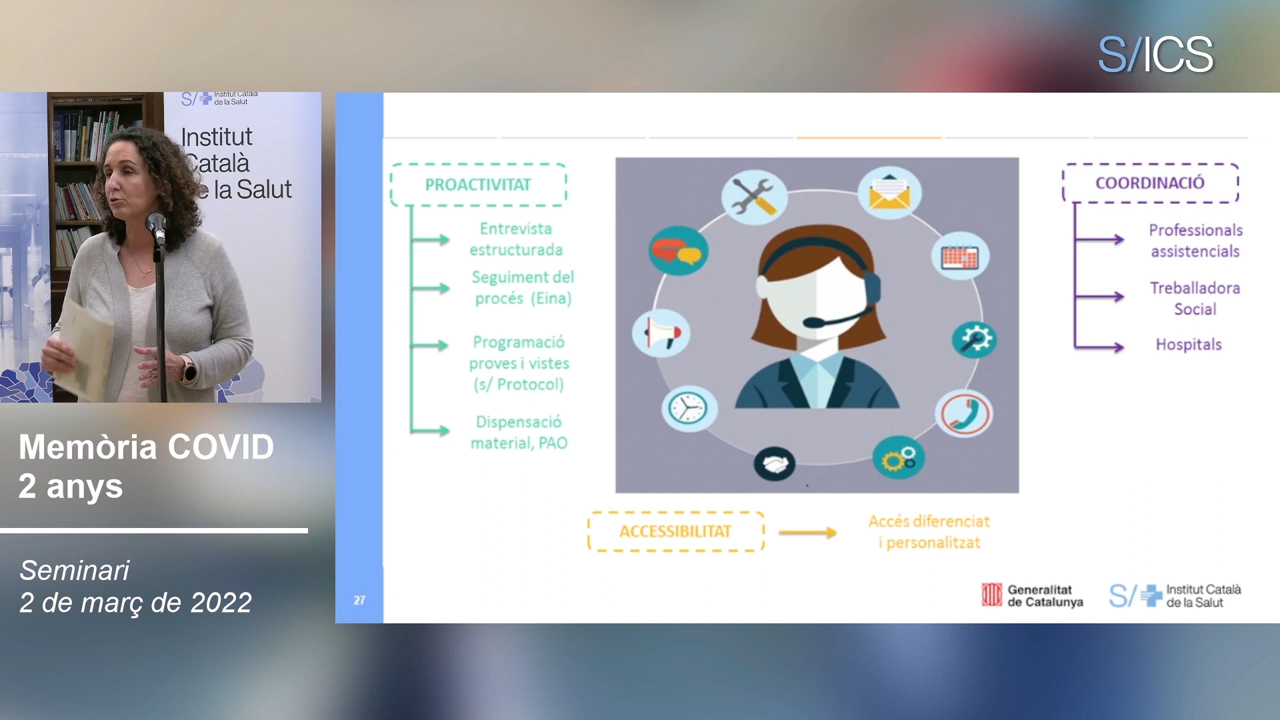 S/ICS
S/ Institut Català
de la Salut
Institut
Català
de la Salut
Memòria COVID
2 anys
Seminari
2 de març de 2022
PROACTIVITAT
Entrevista
estructurada
Seguiment del
procés (Eina)
Programació
proves i vistes
(s/ Protocol)
Dispensació
material, PAO
COORDINACIÓ
Professionals
assistencials
Treballadora
Social
Hospitals
ACCESSIBILITAT
Accés diferenciat
i personalitzat
27
Generalitat
de Catalunya
S/ Institut Català
de la Salut